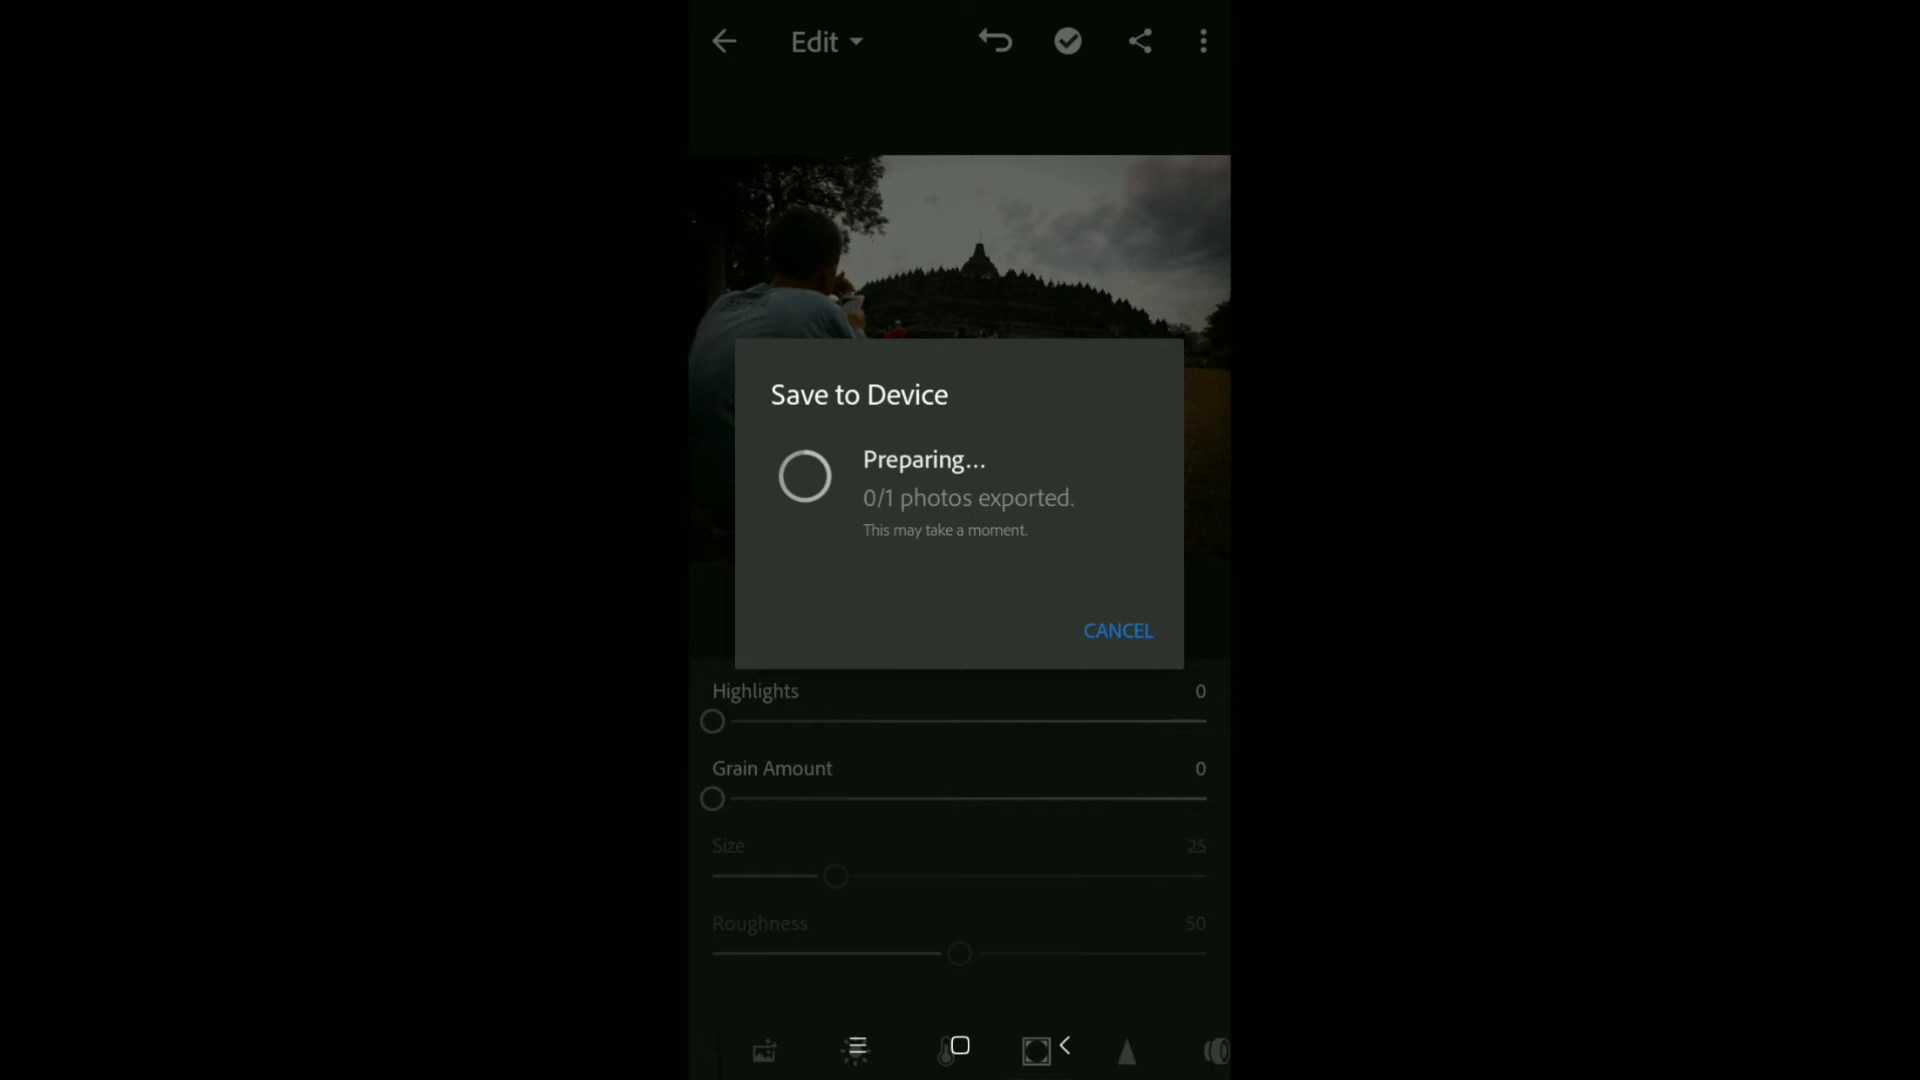 Edit
Save to Device
Preparing...
0/1 photos exported.
This may take a moment.
CANCEL
Highlights 0
Grain Amount 0
Size 25
Roughness 50